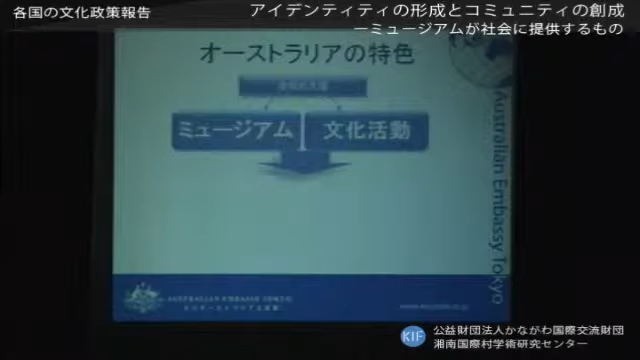 各国の文化政策報告
アイデンティティの形成とコミュニティの創成
ーミュージアムが社会に提供するもの
オーストラリアの特色
ミュージアム
文化活動
Australian Embassy Tokyo
AUSTRALIAN EMBASSY TOKYO
KIF
公益財団法人かながわ国際交流財団
湘南国際村学術研究センター